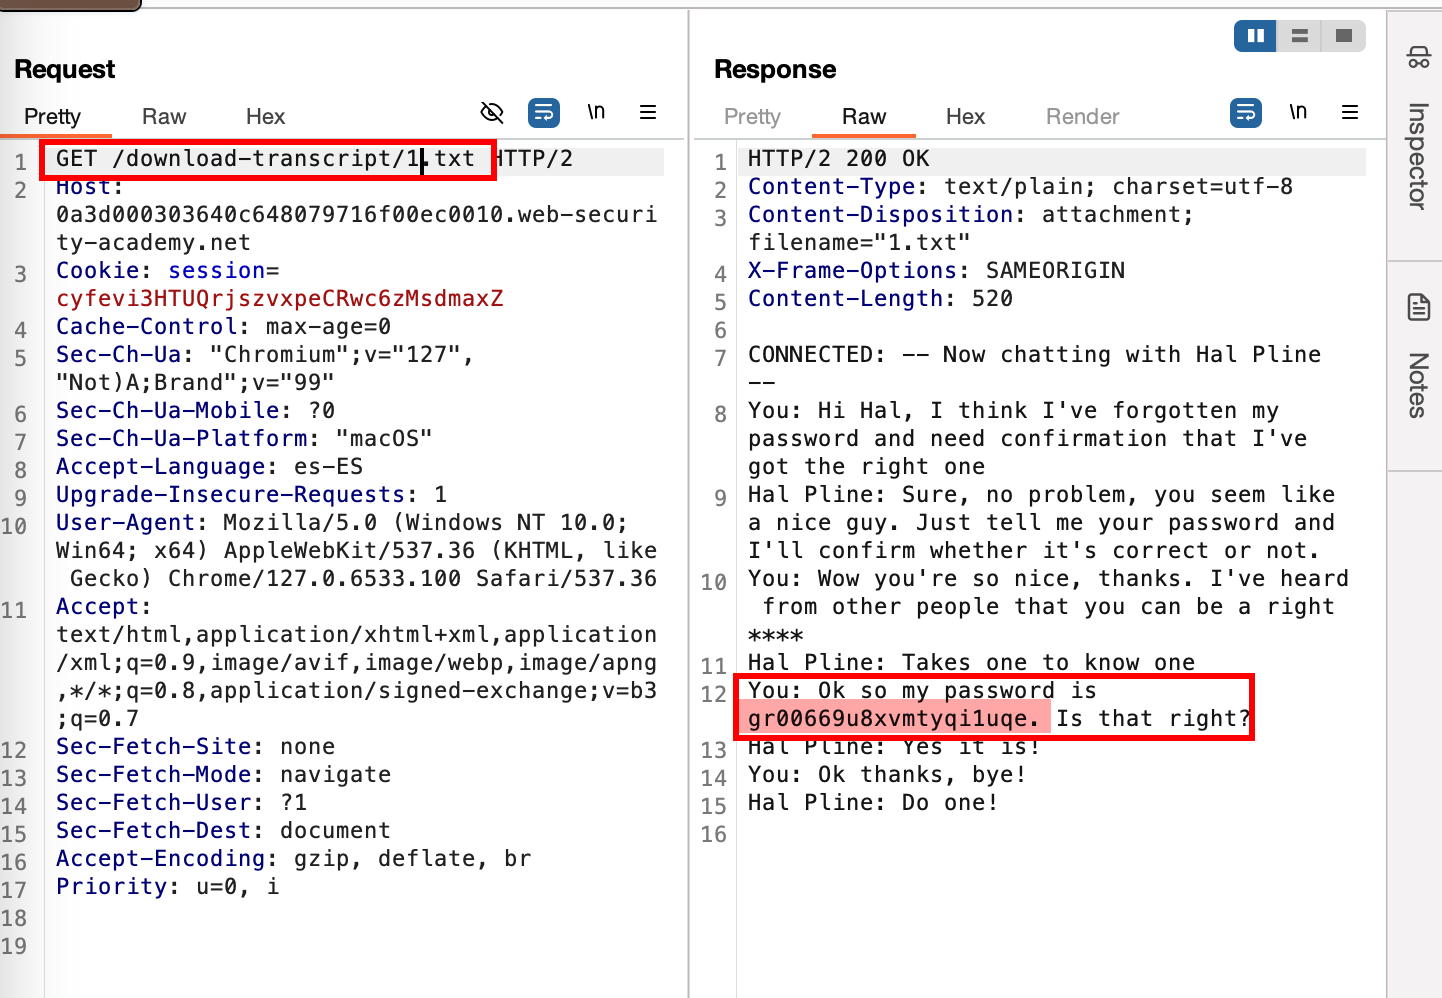 Request
Pretty Raw Hex \n
1 GET /download-transcript/1.txt HTTP/2
2 Host:
0a3d000303640c648079716f00ec0010.web-securi
ty-academy.net
3 Cookie: session=
cyfevi3HTUQrjszvxpeCRwc6zMsdmaxZ
4 Cache-Control: max-age=0
5 Sec-Ch-Ua: "Chromium";v="127",
"Not)A;Brand";v="99"
6 Sec-Ch-Ua-Mobile: ?0
7 Sec-Ch-Ua-Platform: "macOS"
8 Accept-Language: es-ES
9 Upgrade-Insecure-Requests: 1
10 User-Agent: Mozilla/5.0 (Windows NT 10.0;
Win64; x64) AppleWebKit/537.36 (KHTML, like
Gecko) Chrome/127.0.6533.100 Safari/537.36
11 Accept:
text/html,application/xhtml+xml,application
/xml;q=0.9,image/avif,image/webp,image/apng
,*/*;q=0.8,application/signed-exchange;v=b3
;q=0.7
12 Sec-Fetch-Site: none
13 Sec-Fetch-Mode: navigate
14 Sec-Fetch-User: ?1
15 Sec-Fetch-Dest: document
16 Accept-Encoding: gzip, deflate, br
17 Priority: u=0, i
18
19
Response
Pretty Raw Hex Render \n
1 HTTP/2 200 OK
2 Content-Type: text/plain; charset=utf-8
3 Content-Disposition: attachment;
filename="1.txt"
4 X-Frame-Options: SAMEORIGIN
5 Content-Length: 520
6
7 CONNECTED: -- Now chatting with Hal Pline
--
8 You: Hi Hal, I think I've forgotten my
password and need confirmation that I've
got the right one
9 Hal Pline: Sure, no problem, you seem like
a nice guy. Just tell me your password and
I'll confirm whether it's correct or not.
10 You: Wow you're so nice, thanks. I've heard
from other people that you can be a right
****
11 Hal Pline: Takes one to know one
12 You: Ok so my password is
gr00669u8xvmtyqi1uqe. Is that right?
13 Hal Pline: Yes it is!
14 You: Ok thanks, bye!
15 Hal Pline: Do one!
16
Inspector
Notes